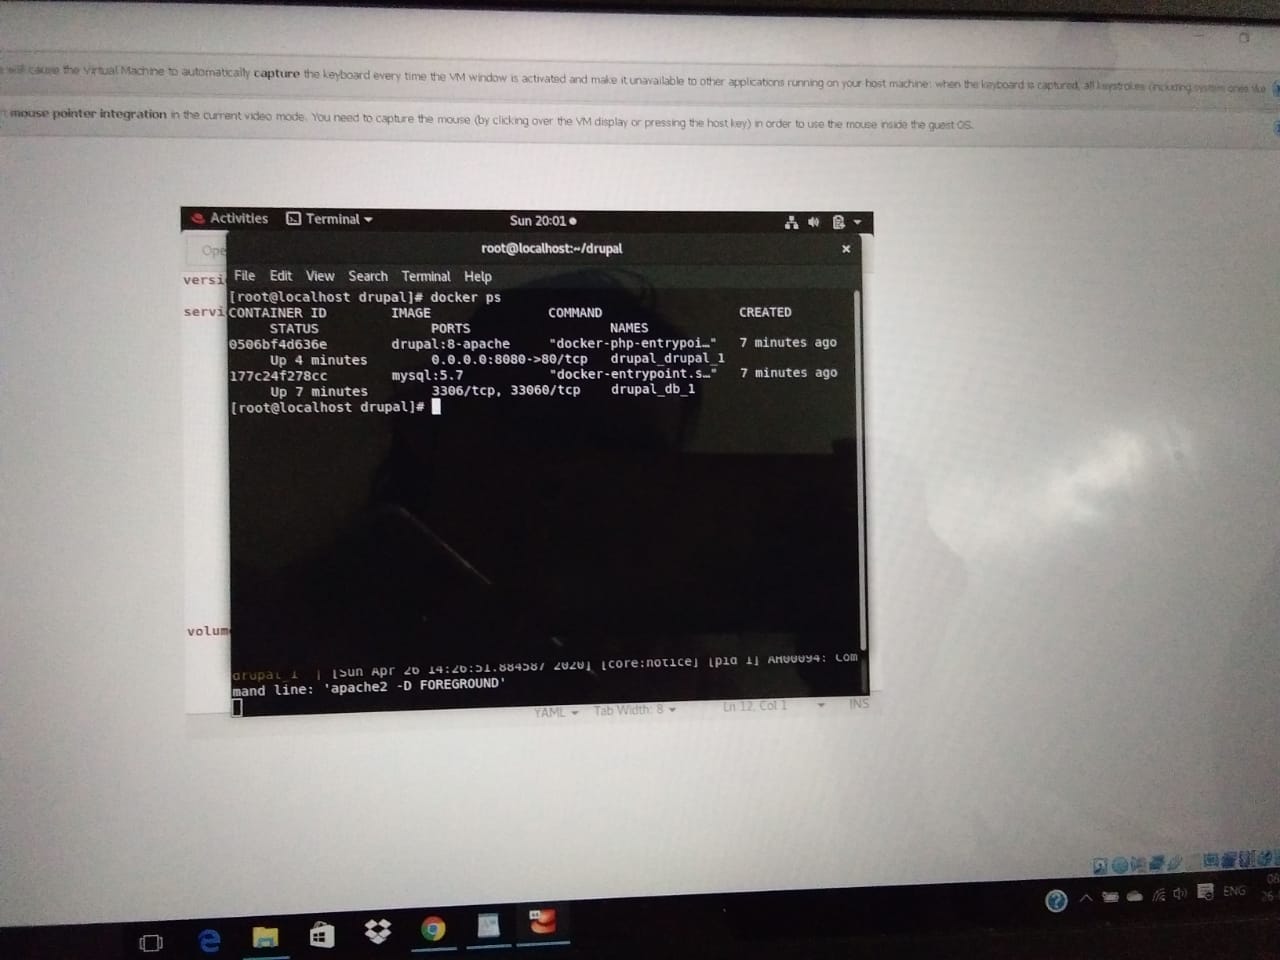 will cause the Virtual Machine to automatically capture the keyboard every time the VM window is activated and make it unavailable to other applications running on your host machine: when the keyboard is captured, all keystrokes (including system ones like
mouse pointer integration in the current video mode. You need to capture the mouse (by clicking over the VM display or pressing the host key) in order to use the mouse inside the guest OS.
Activities Terminal Sun 20:01
Ope
root@localhost:~/drupal
versi
File Edit View Search Terminal Help
[root@localhost drupal]# docker ps
servi
CONTAINER ID IMAGE COMMAND CREATED
STATUS PORTS NAMES
0506bf4d636e drupal:8-apache "docker-php-entrypoi…" 7 minutes ago
Up 4 minutes 0.0.0.0:8080->80/tcp drupal_drupal_1
177c24f278cc mysql:5.7 "docker-entrypoint.s…" 7 minutes ago
Up 7 minutes 3306/tcp, 33060/tcp drupal_db_1
[root@localhost drupal]#
volum
drupal_1 | [Sun Apr 26 14:26:51.884587 2020] [core:notice] [pid 1] AH00094: Com
mand line: 'apache2 -D FOREGROUND'
YAML Tab Width: 8 Ln 12, Col 1 INS
ENG